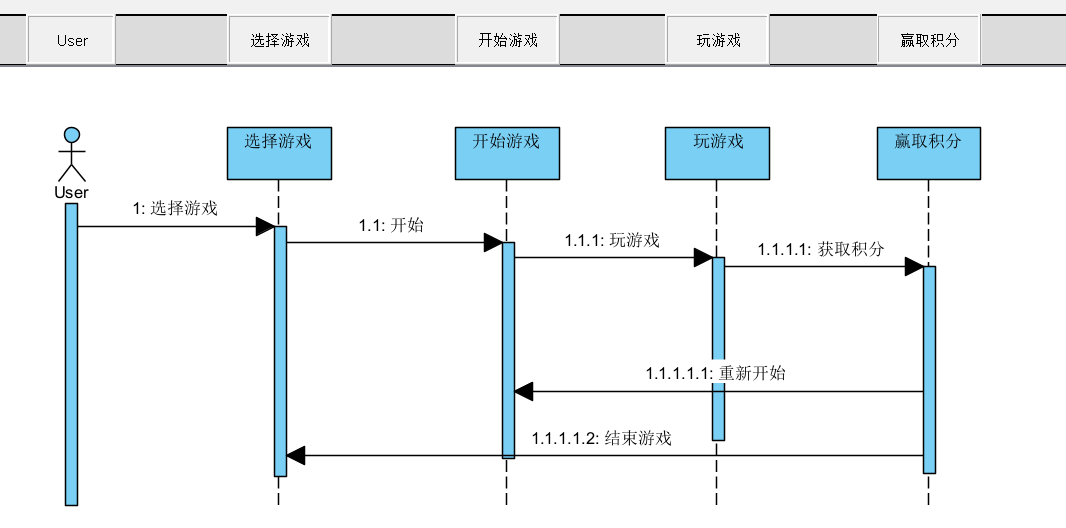 User
选择游戏
开始游戏
玩游戏
赢取积分
选择游戏
开始游戏
玩游戏
赢取积分
User
1: 选择游戏
1.1: 开始
1.1.1: 玩游戏
1.1.1.1: 获取积分
1.1.1.1.1: 重新开始
1.1.1.1.2: 结束游戏